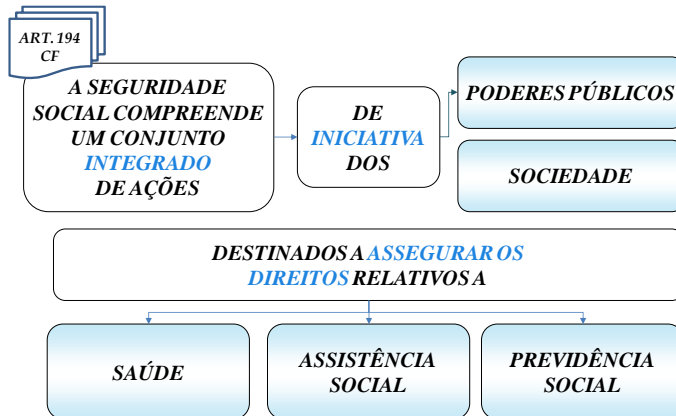 ART. 194
CF
A SEGURIDADE
SOCIAL COMPREENDE
UM CONJUNTO
INTEGRADO
DE AÇÕES
DE
INICIATIVA
DOS
PODERES PÚBLICOS
SOCIEDADE
DESTINADOS A ASSEGURAR OS
DIREITOS RELATIVOS A
SAÚDE
ASSISTÊNCIA
SOCIAL
PREVIDÊNCIA
SOCIAL